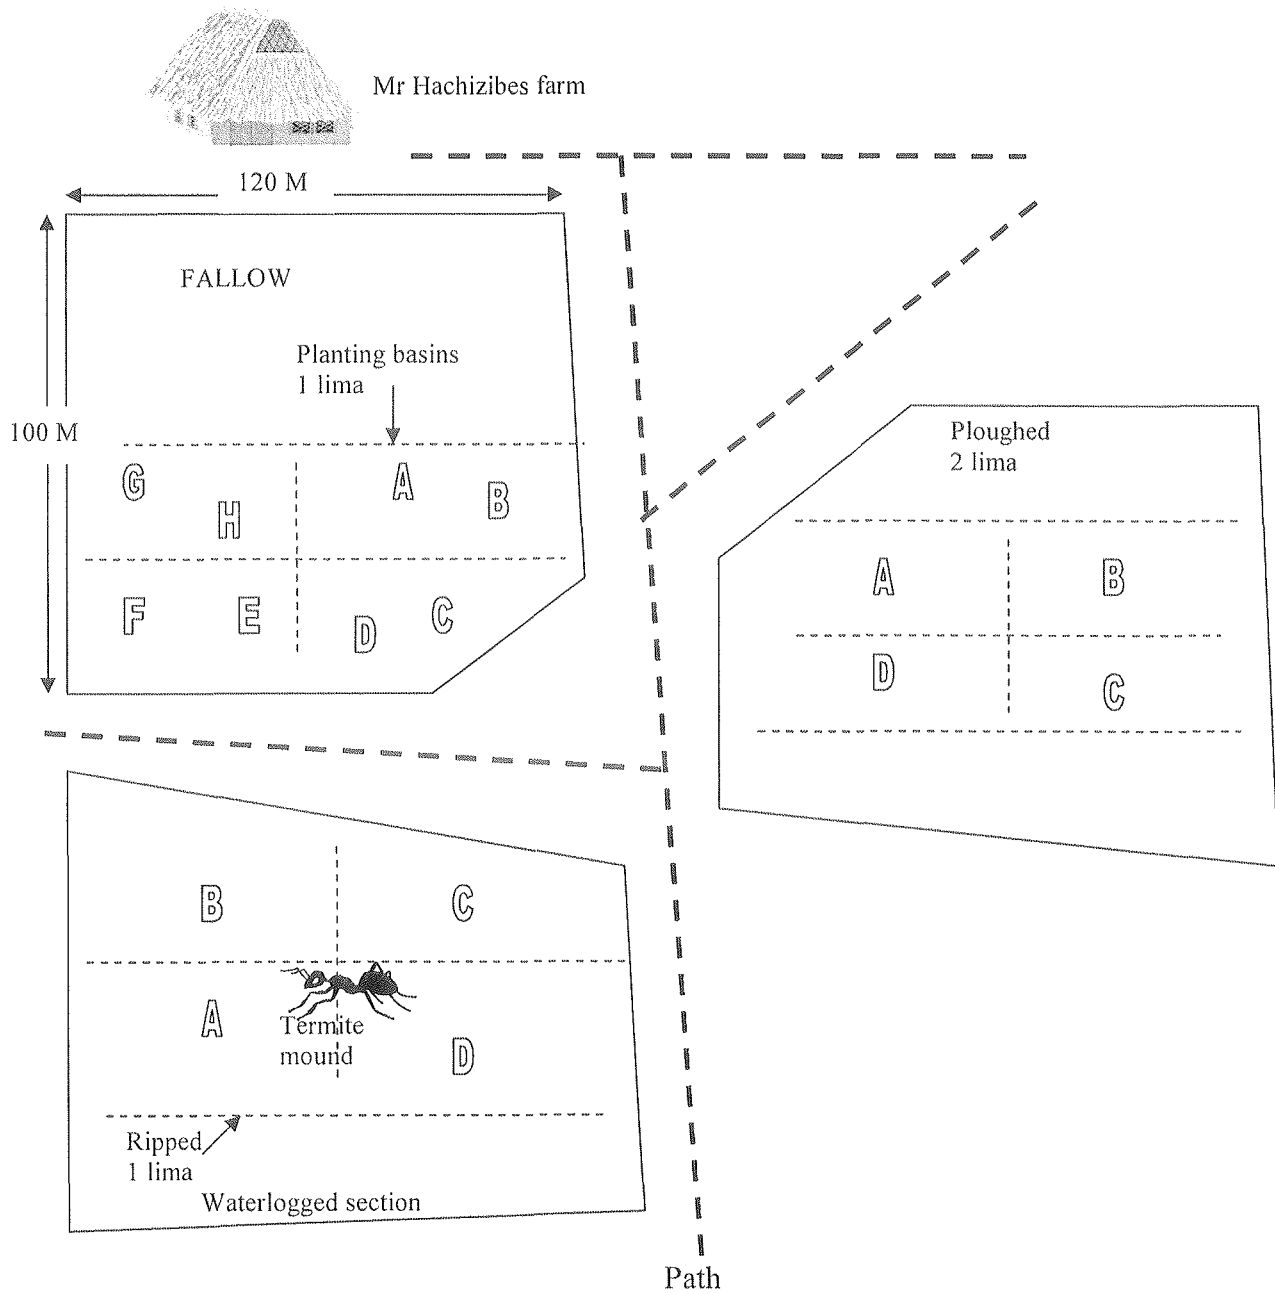 Mr Hachizibes farm
120 M
FALLOW
Planting basins
1 lima
100 M
G
H
A
B
F
E
D
C
Ploughed
2 lima
A
B
D
C
B
C
A
D
Termite
mound
Ripped
1 lima
Waterlogged section
Path